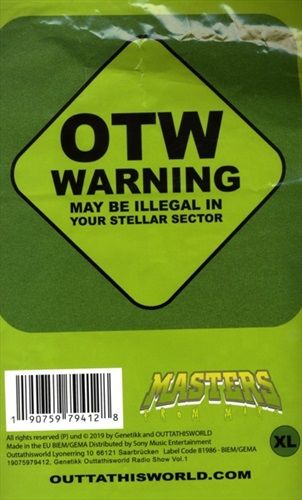 OTW
WARNING
MAY BE ILLEGAL IN
YOUR STELLAR SECTOR
MASTERS
FROM MARS
1 90759 79412 8
XL
All rights reserved (P) und © 2019 by Genetikk and OUTTATHISWORLD
Made in the EU BIEM/GEMA Distributed by Sony Music Entertainment
Outtathisworld Lyonerring 10 66121 Saarbrücken Label Code 81986 - BIEM/GEMA
19075979412, Genetikk Outtathisworld Radio Show Vol.1
OUTTATHISWORLD.COM